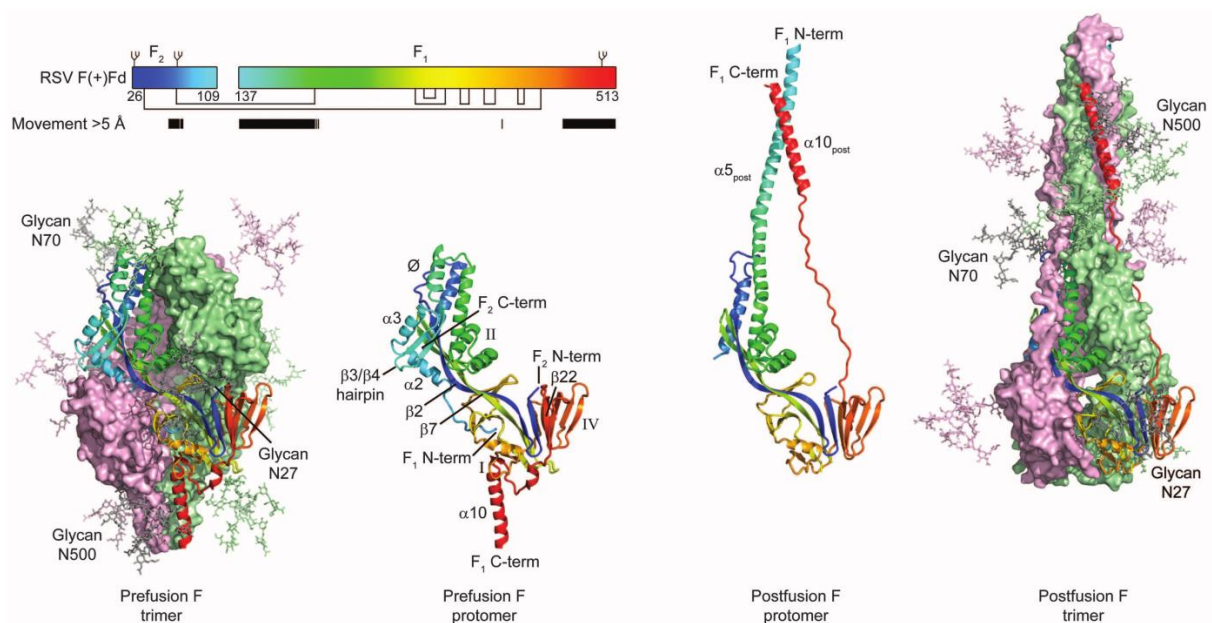 F₂
F₁
RSV F(+)Fd
26
109
137
513
Movement >5 Å
Glycan
N70
Glycan
N27
Glycan
N500
Prefusion F
trimer
Ø
α3
F₂ C-term
II
β3/β4
hairpin
α2
F₂ N-term
β22
β2
β7
IV
F₁ N-term
I
α10
F₁ C-term
Prefusion F
protomer
F₁ N-term
F₁ C-term
α10post
α5post
Postfusion F
protomer
Glycan
N500
Glycan
N70
Glycan
N27
Postfusion F
trimer